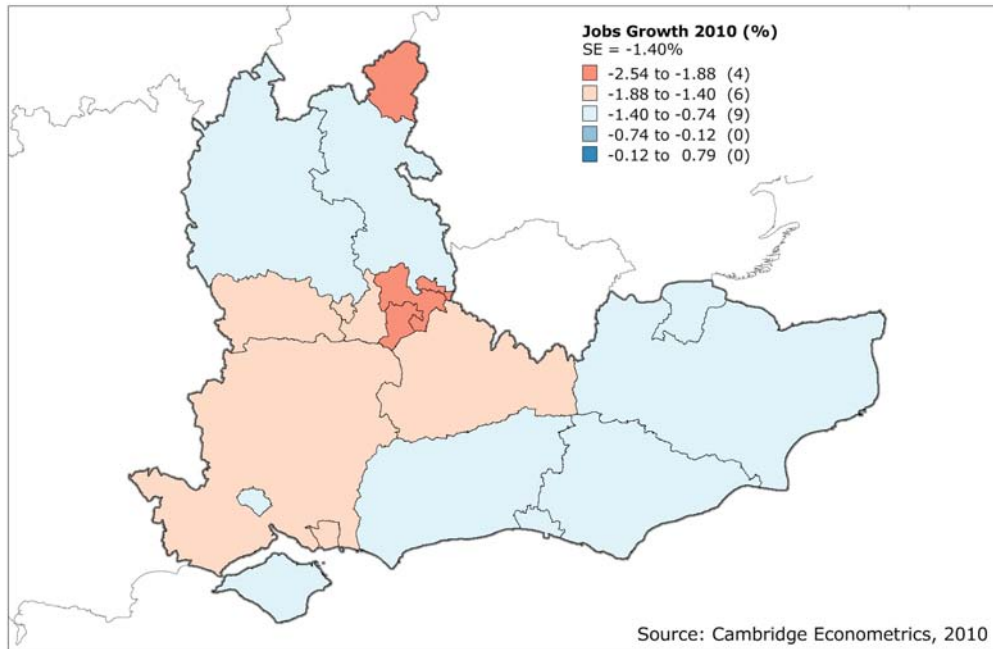 Jobs Growth 2010 (%)
SE = -1.40%
-2.54 to -1.88 (4)
-1.88 to -1.40 (6)
-1.40 to -0.74 (9)
-0.74 to -0.12 (0)
-0.12 to 0.79 (0)
Source: Cambridge Econometrics, 2010